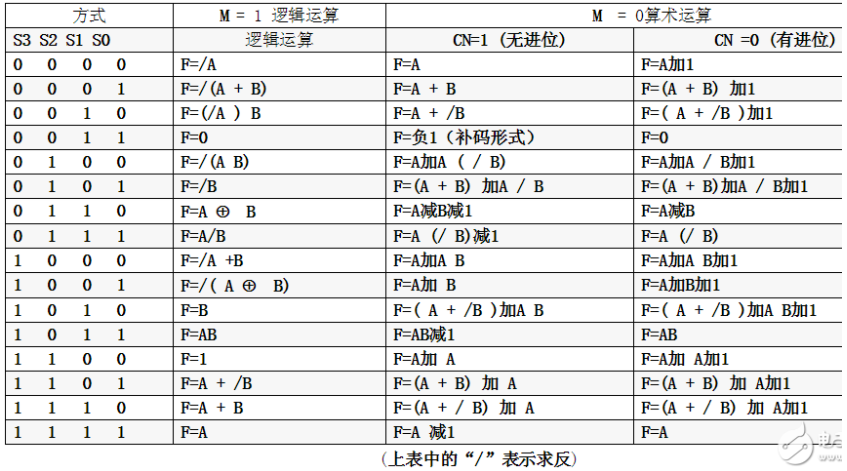 方式 M = 1 逻辑运算 M = 0算术运算
S3 S2 S1 S0 逻辑运算 CN=1 (无进位) CN =0 (有进位)
0 0 0 0 F=/A F=A F=A加1
0 0 0 1 F=/(A + B) F=A + B F=(A + B) 加1
0 0 1 0 F=(/A ) B F=A + /B F=( A + /B )加1
0 0 1 1 F=0 F=负1（补码形式） F=0
0 1 0 0 F=/(A B) F=A加A ( / B) F=A加A / B加1
0 1 0 1 F=/B F=(A + B) 加A / B F=(A + B)加A / B加1
0 1 1 0 F=A ⊕ B F=A减B减1 F=A减B
0 1 1 1 F=A/B F=A (/ B)减1 F=A (/ B)
1 0 0 0 F=/A +B F=A加A B F=A加A B加1
1 0 0 1 F=/( A ⊕ B) F=A加 B F=A加B加1
1 0 1 0 F=B F=( A + /B )加A B F=( A + /B )加A B加1
1 0 1 1 F=AB F=AB减1 F=AB
1 1 0 0 F=1 F=A加 A F=A加 A加1
1 1 0 1 F=A + /B F=(A + B) 加 A F=(A + B) 加 A加1
1 1 1 0 F=A + B F=(A + / B) 加 A F=(A + / B) 加 A加1
1 1 1 1 F=A F=A 减1 F=A
(上表中的“/”表示求反)